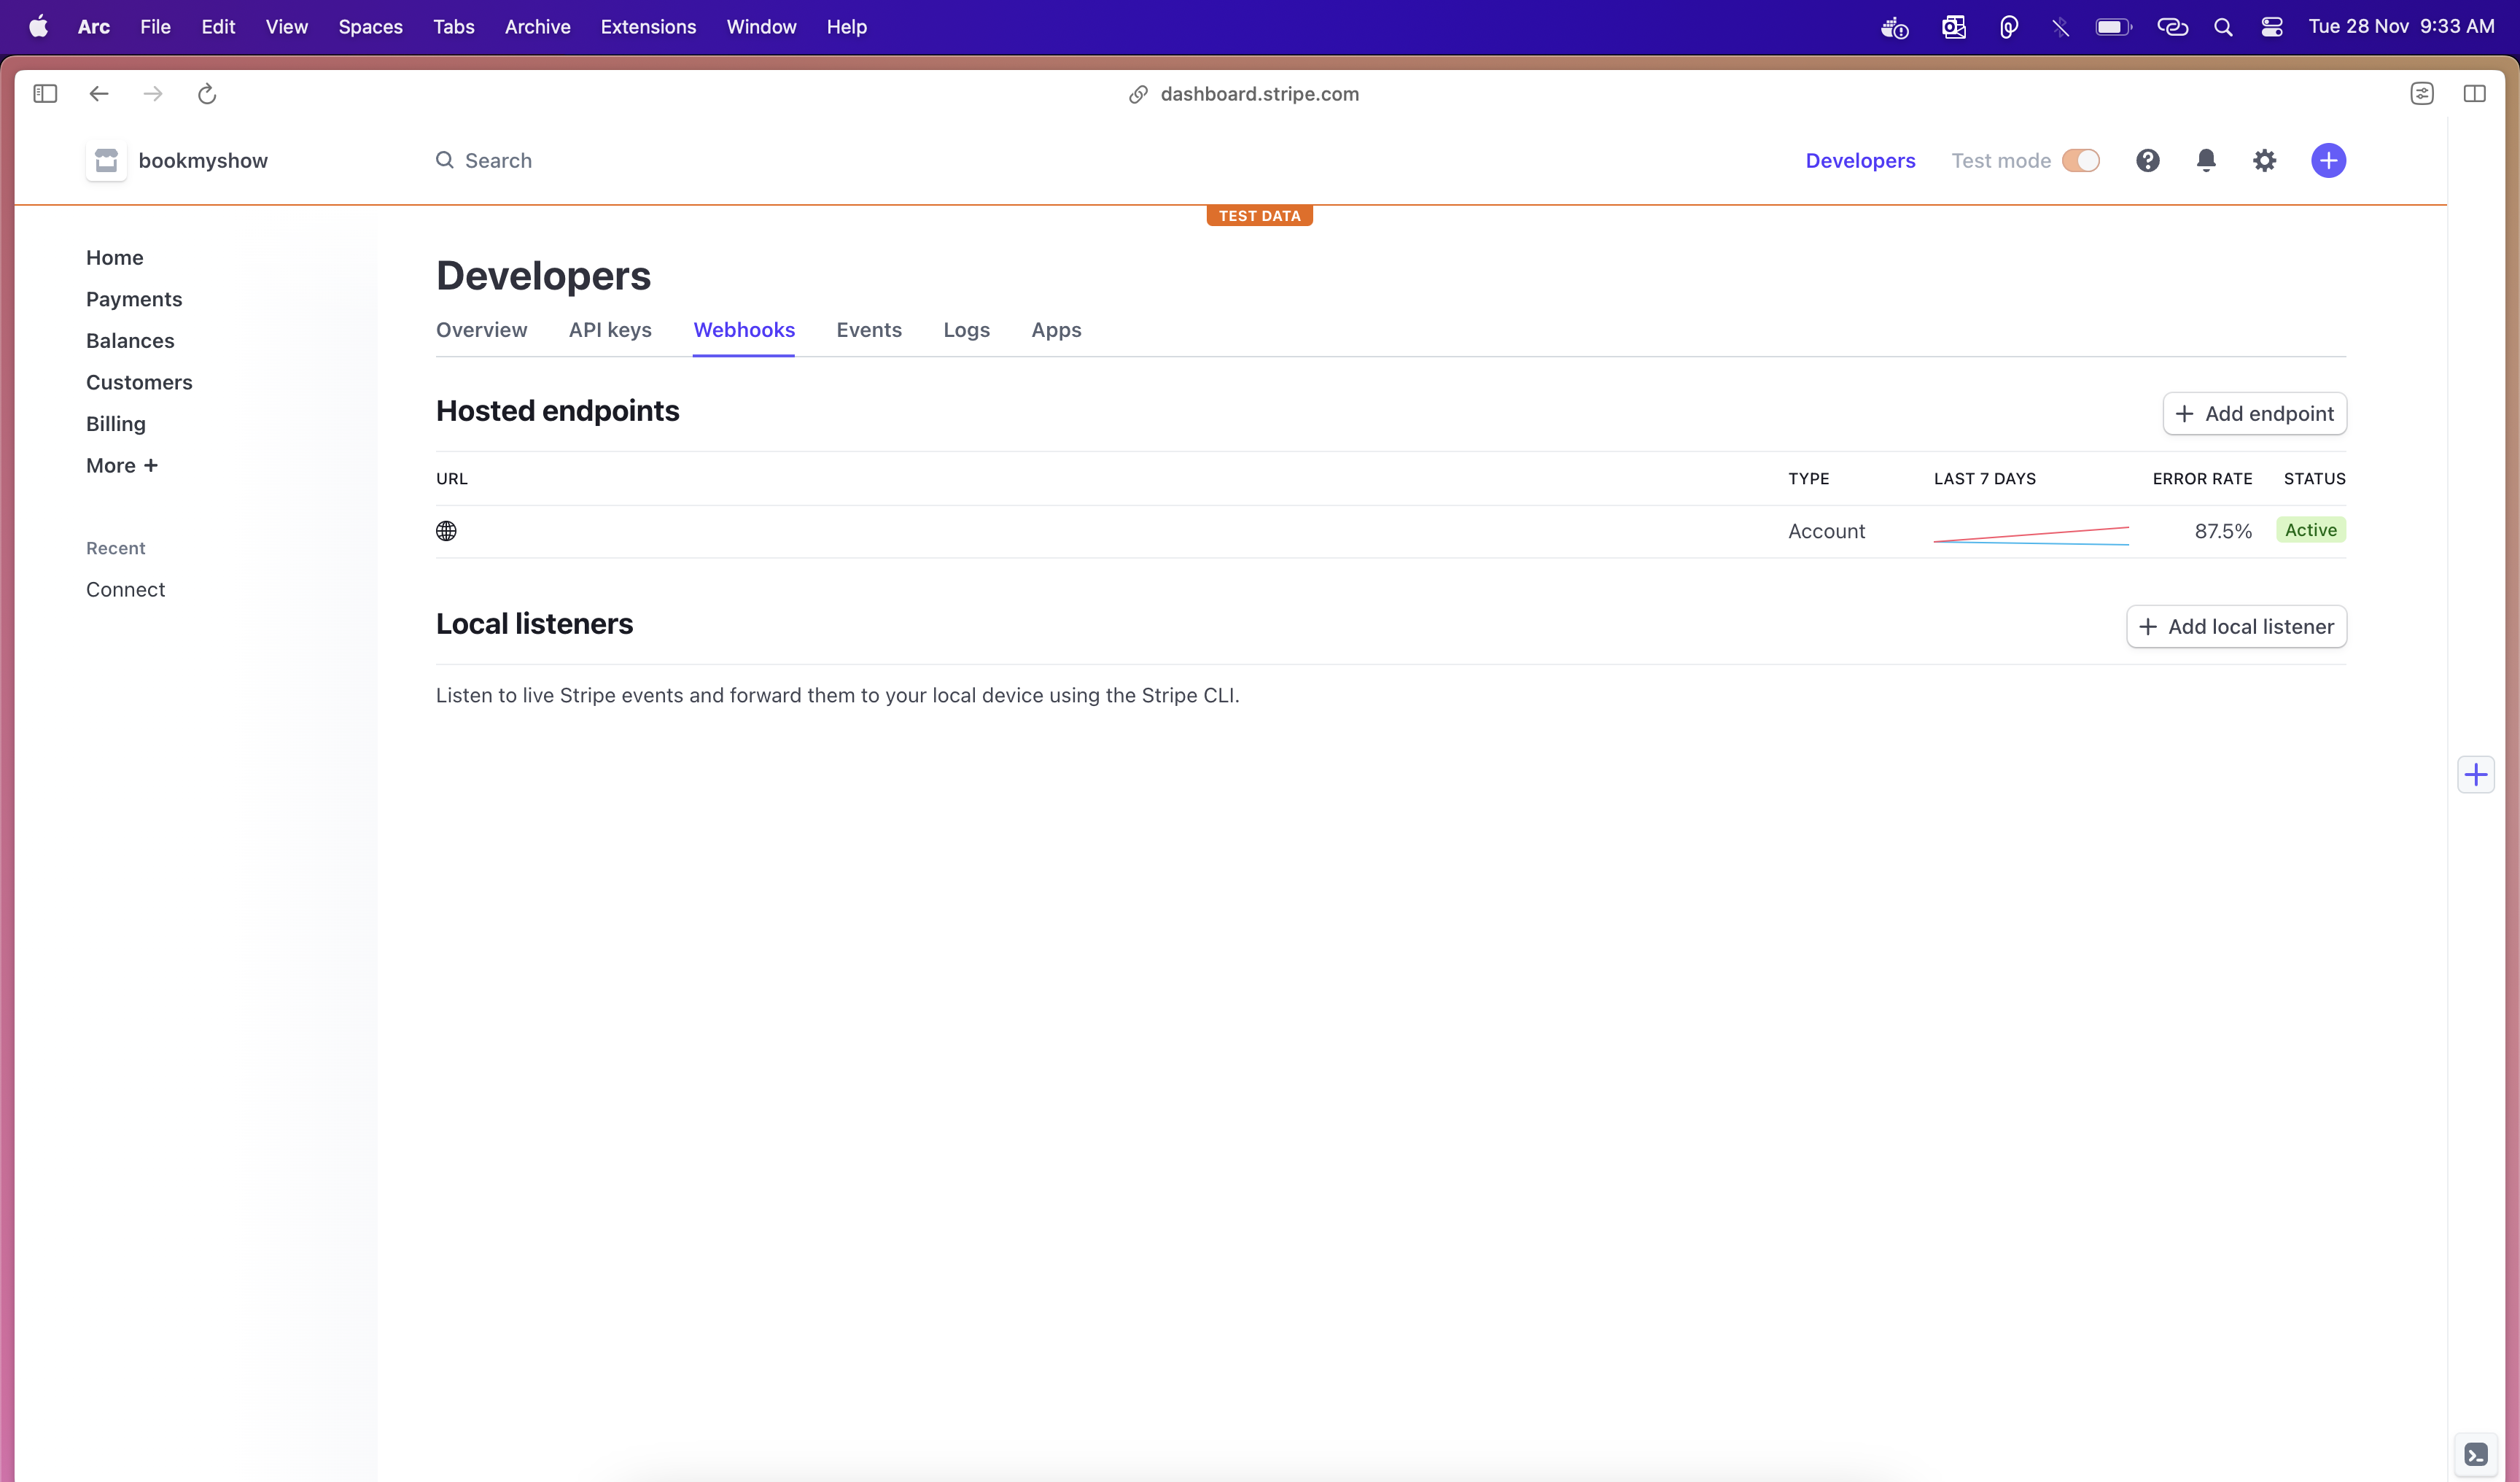 Arc File Edit View Spaces Tabs Archive Extensions Window Help Tue 28 Nov 9:33 AM
dashboard.stripe.com
bookmyshow Search Developers Test mode
TEST DATA
Home
Payments
Balances
Customers
Billing
More +
Recent
Connect
Developers
Overview API keys Webhooks Events Logs Apps
Hosted endpoints + Add endpoint
URL TYPE LAST 7 DAYS ERROR RATE STATUS
Account 87.5% Active
Local listeners + Add local listener
Listen to live Stripe events and forward them to your local device using the Stripe CLI.